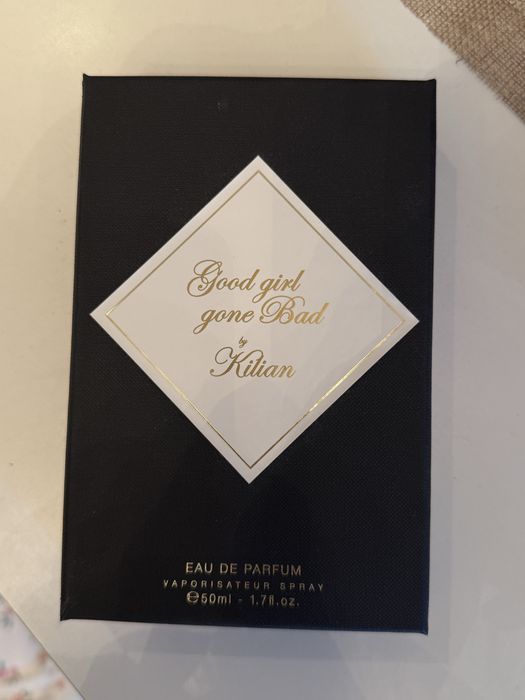 Good girl
gone Bad
by
Kilian
EAU DE PARFUM
VAPORISATEUR SPRAY
℮50ml - 1.7fl.oz.